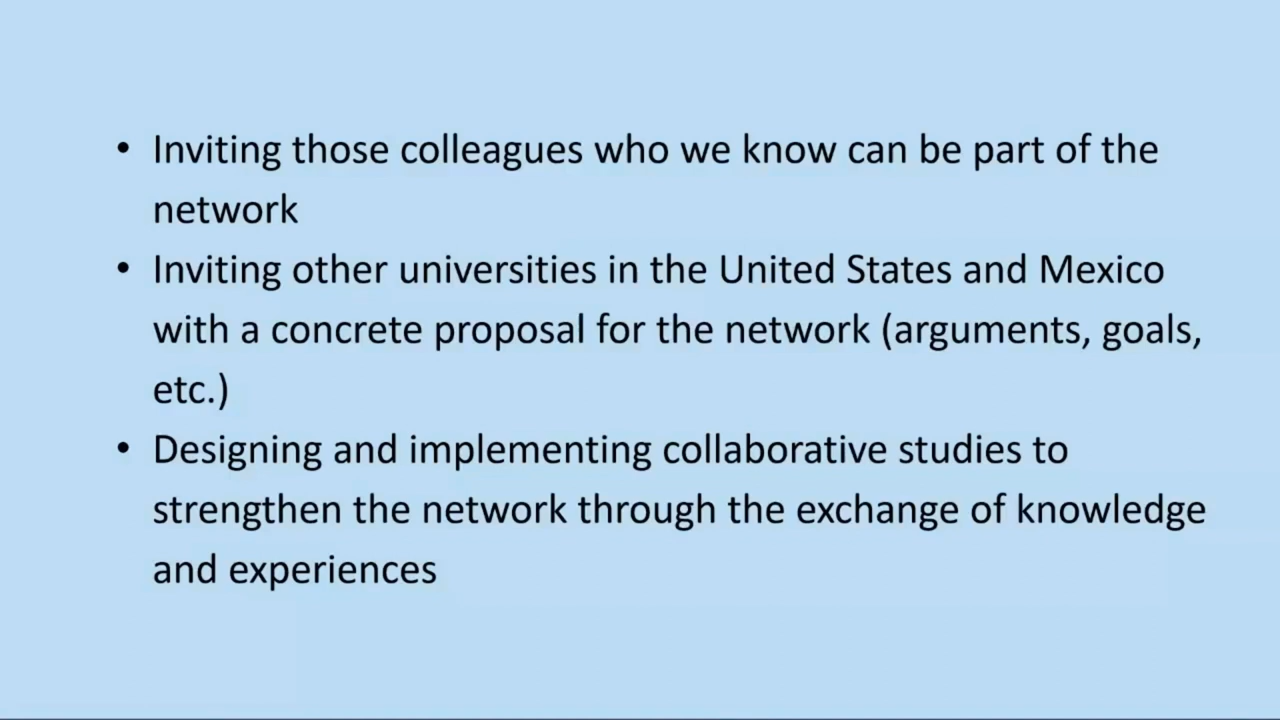 • Inviting those colleagues who we know can be part of the
network
• Inviting other universities in the United States and Mexico
with a concrete proposal for the network (arguments, goals,
etc.)
• Designing and implementing collaborative studies to
strengthen the network through the exchange of knowledge
and experiences